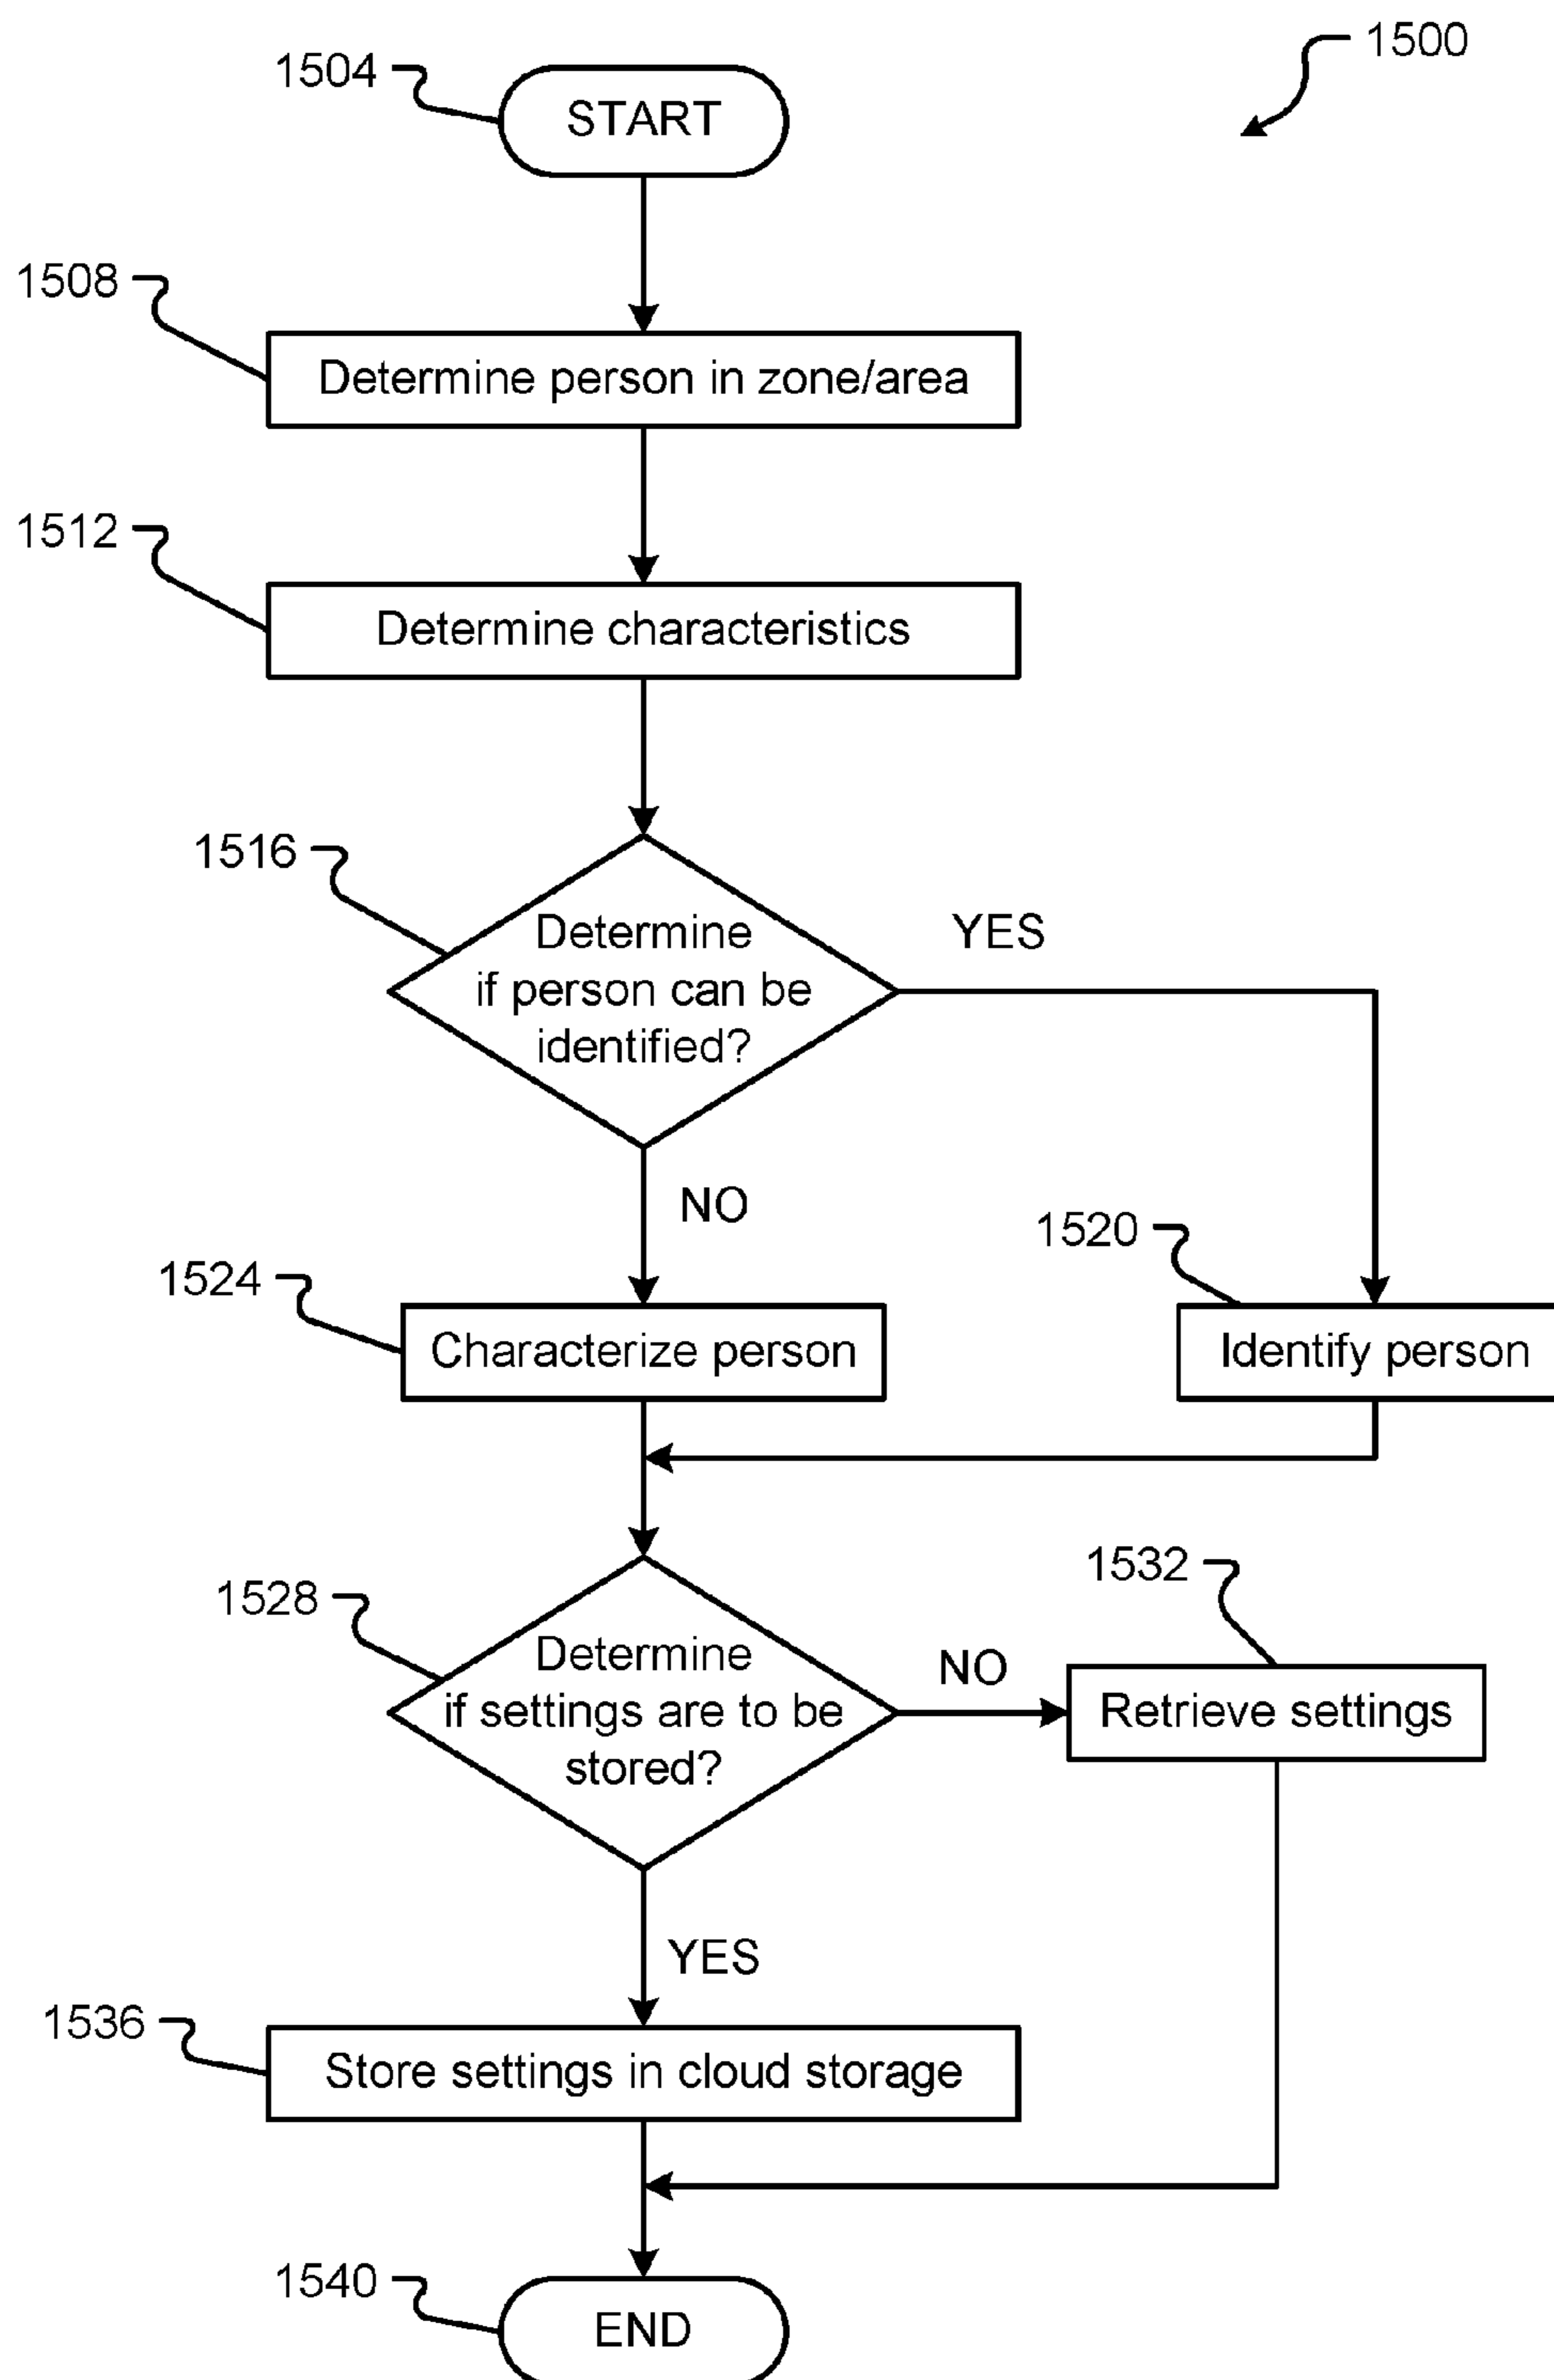 1500
1504
START
1508
Determine person in zone/area
1512
Determine characteristics
1516
Determine
if person can be
identified?
YES
NO
1520
1524
Characterize person
Identify person
1528
1532
Determine
if settings are to be
stored?
NO
Retrieve settings
YES
1536
Store settings in cloud storage
1540
END